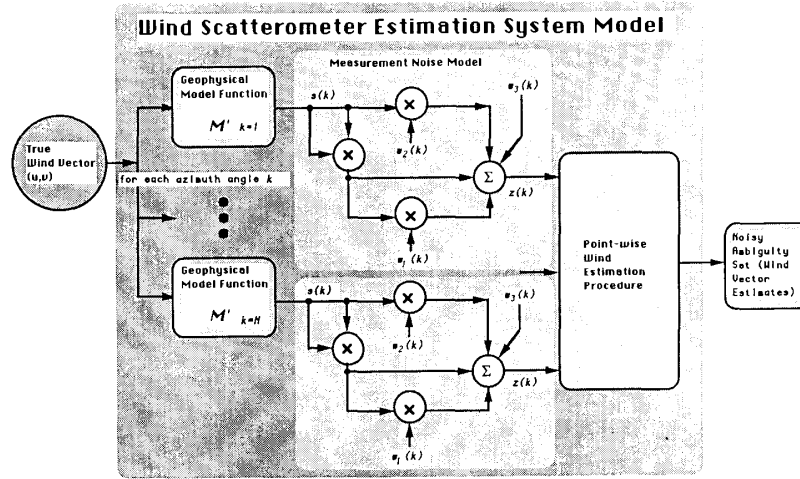 Wind Scatterometer Estimation System Model
Measurement Noise Model
Geophysical
Model Function
M' k=1
s(k)
w3(k)
w2(k)
True
Wind Vector
(u,v)
for each azimuth angle k
Σ
z(k)
w1(k)
Point-wise
Wind
Estimation
Procedure
Noisy
Ambiguity
Set (Wind
Vector
Estimates)
Geophysical
Model Function
M' k=N
s(k)
w3(k)
w2(k)
Σ
z(k)
w1(k)